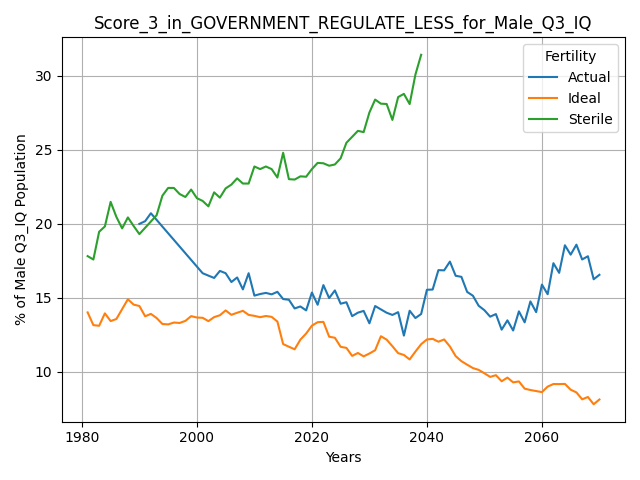 Score_3_in_GOVERNMENT_REGULATE_LESS_for_Male_Q3_IQ
% of Male Q3_IQ Population
30
25
20
15
10
Fertility
Actual
Ideal
Sterile
1980
2000
2020
2040
2060
Years